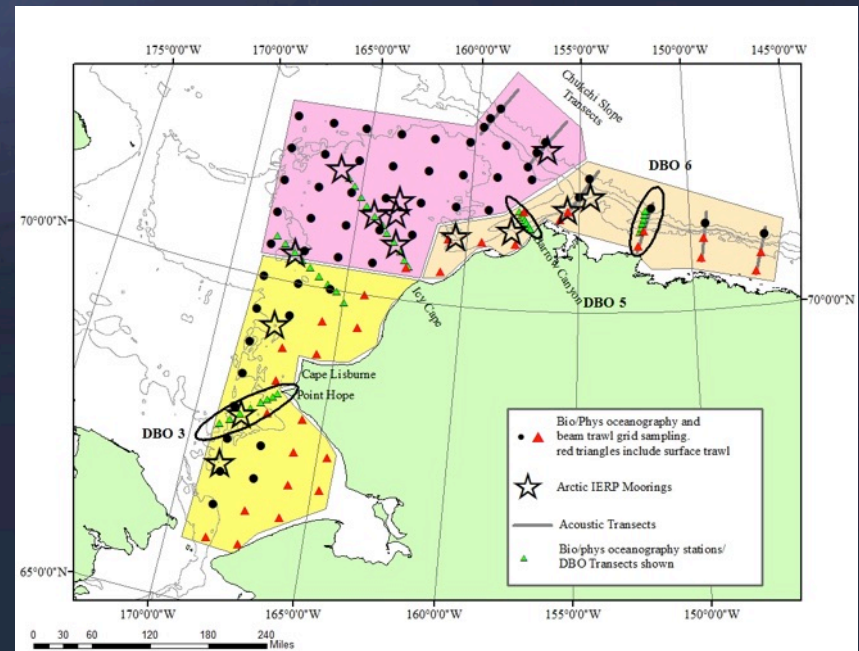 175°0'0"W 170°0'0"W 165°0'0"W 160°0'0"W 155°0'0"W 150°0'0"W 145°0'0"W
Chukchi Slope
Transects
DBO 6
70°0'0"N
Barrow Canyon
70°0'0"N
DBO 5
Icy Cape
Cape Lisburne
Point Hope
DBO 3
Bio/Phys oceanography and
beam trawl grid sampling.
red triangles include surface trawl
Arctic IERP Moorings
Acoustic Transects
Bio/phys oceanography stations/
DBO Transects shown
65°0'0"N
170°0'0"W 165°0'0"W 160°0'0"W 155°0'0"W 150°0'0"W
0 30 60 120 180 240
Miles